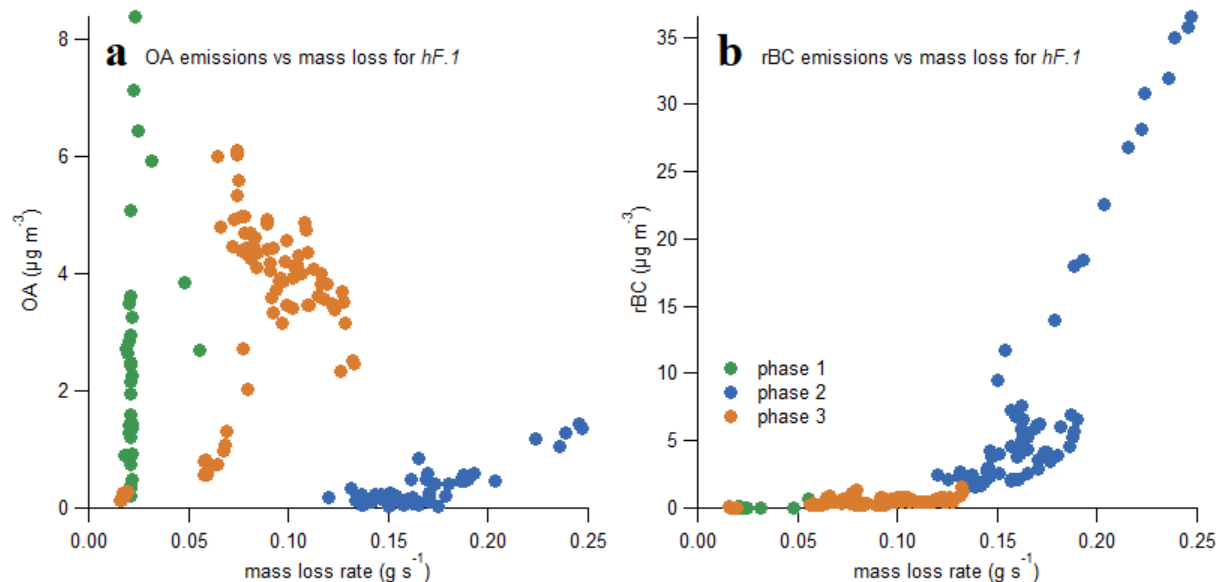 a OA emissions vs mass loss for hF.1
8
6
4
2
0
OA (µg m⁻³)
0.00 0.05 0.10 0.15 0.20 0.25
mass loss rate (g s⁻¹)
b rBC emissions vs mass loss for hF.1
35
30
25
20
15
10
5
0
rBC (µg m⁻³)
phase 1
phase 2
phase 3
0.00 0.05 0.10 0.15 0.20 0.25
mass loss rate (g s⁻¹)